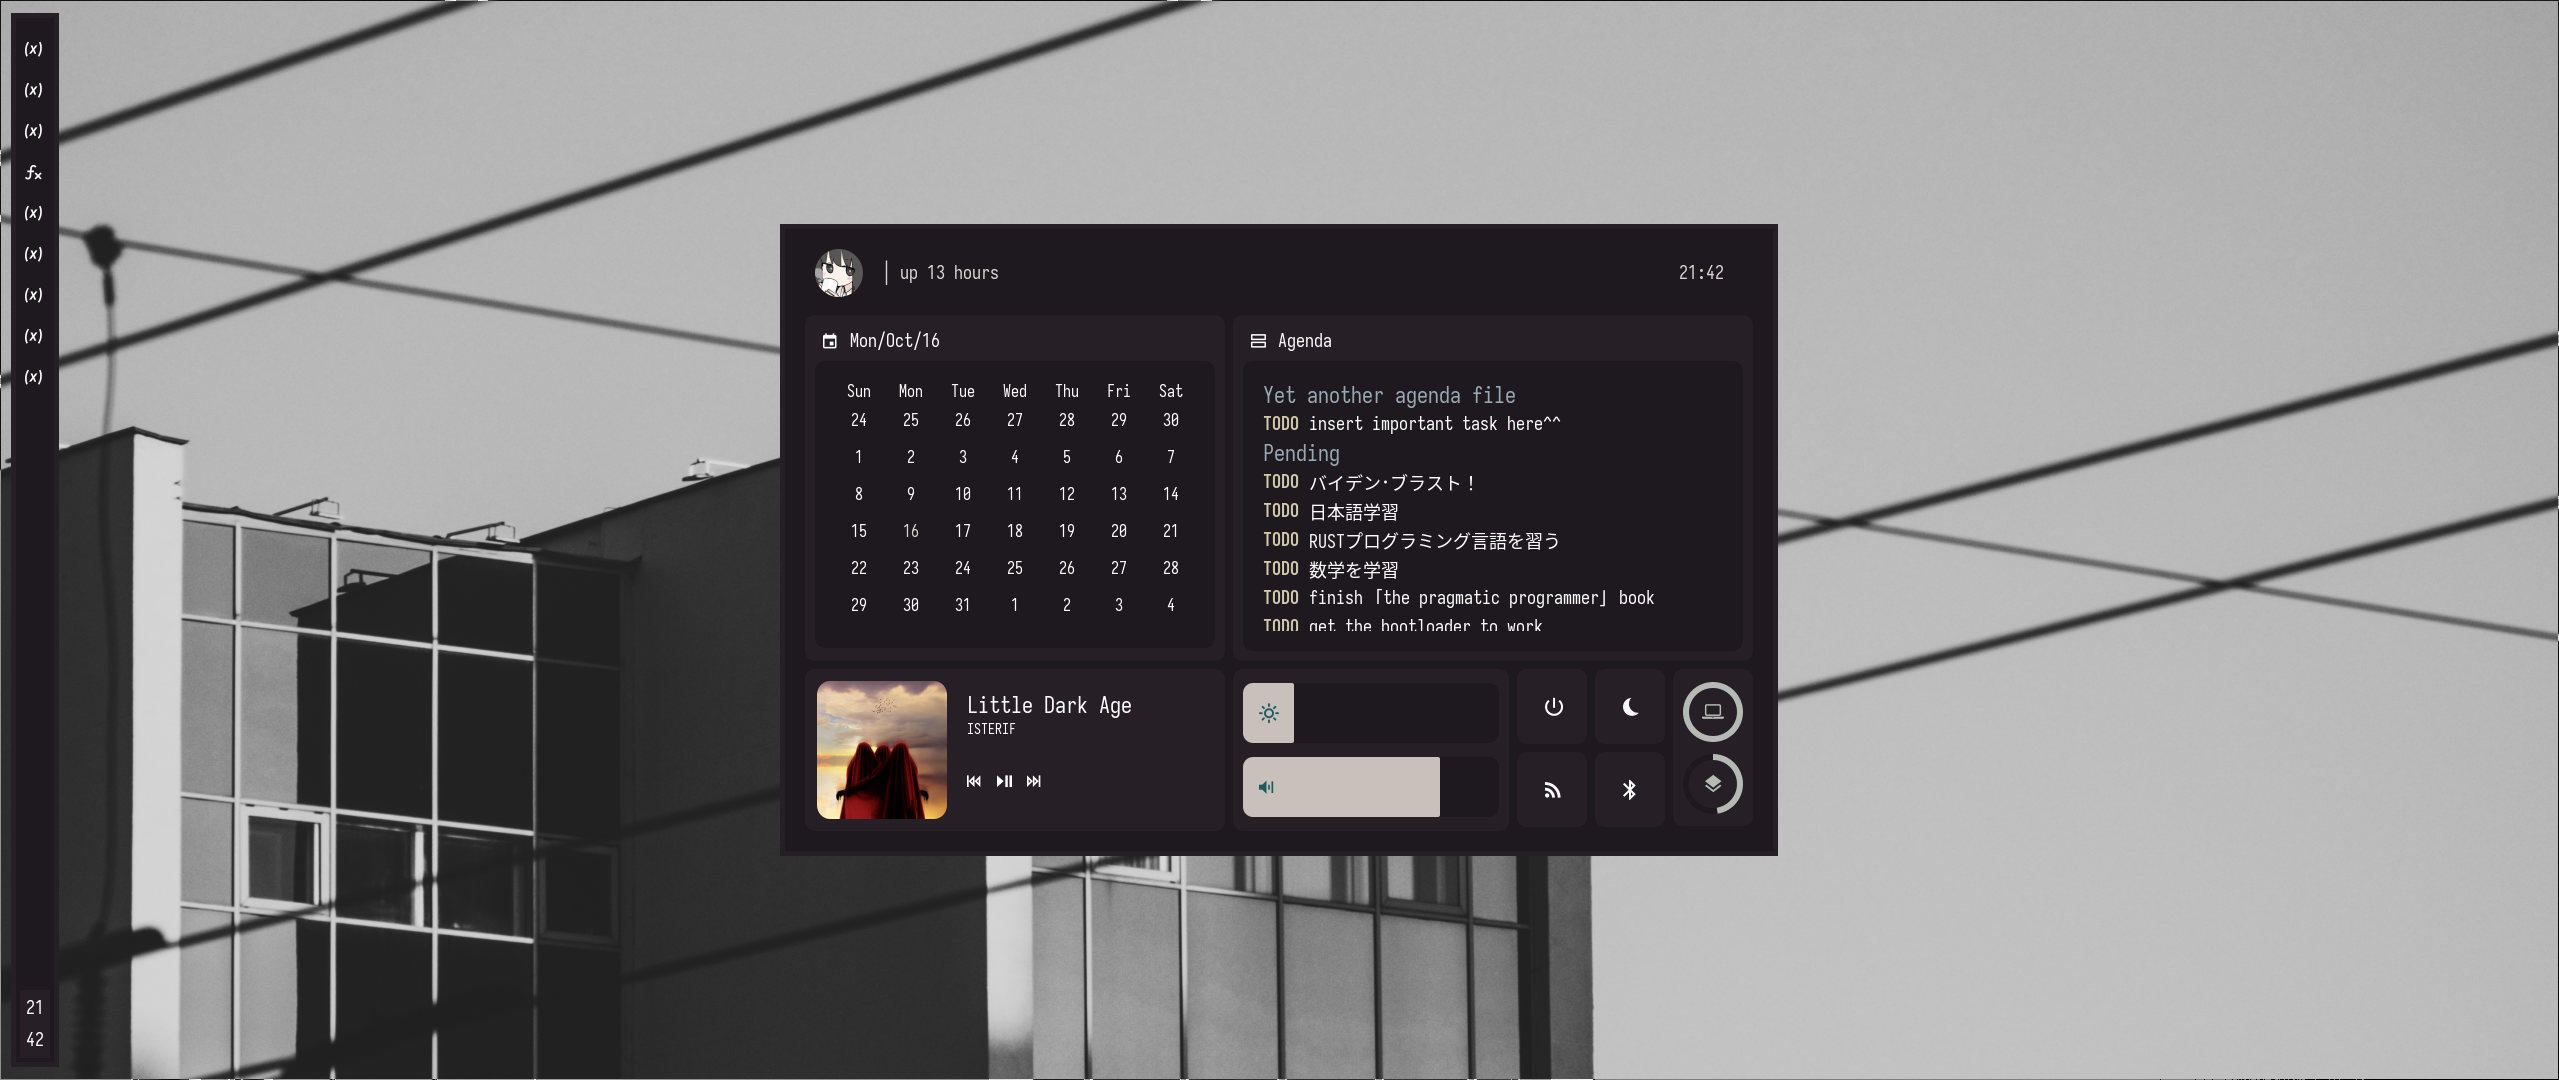 (x)
(x)
(x)
fx
(x)
(x)
(x)
(x)
(x)
21
42
| up 13 hours
21:42
Mon/Oct/16
Sun Mon Tue Wed Thu Fri Sat
24 25 26 27 28 29 30
1 2 3 4 5 6 7
8 9 10 11 12 13 14
15 16 17 18 19 20 21
22 23 24 25 26 27 28
29 30 31 1 2 3 4
Agenda
Yet another agenda file
TODO insert important task here^^
Pending
TODO バイデン・ブラスト！
TODO 日本語学習
TODO RUSTプログラミング言語を習う
TODO 数学を学習
TODO finish 「the pragmatic programmer」 book
TODO get the bootloader to work
Little Dark Age
ISTERIF